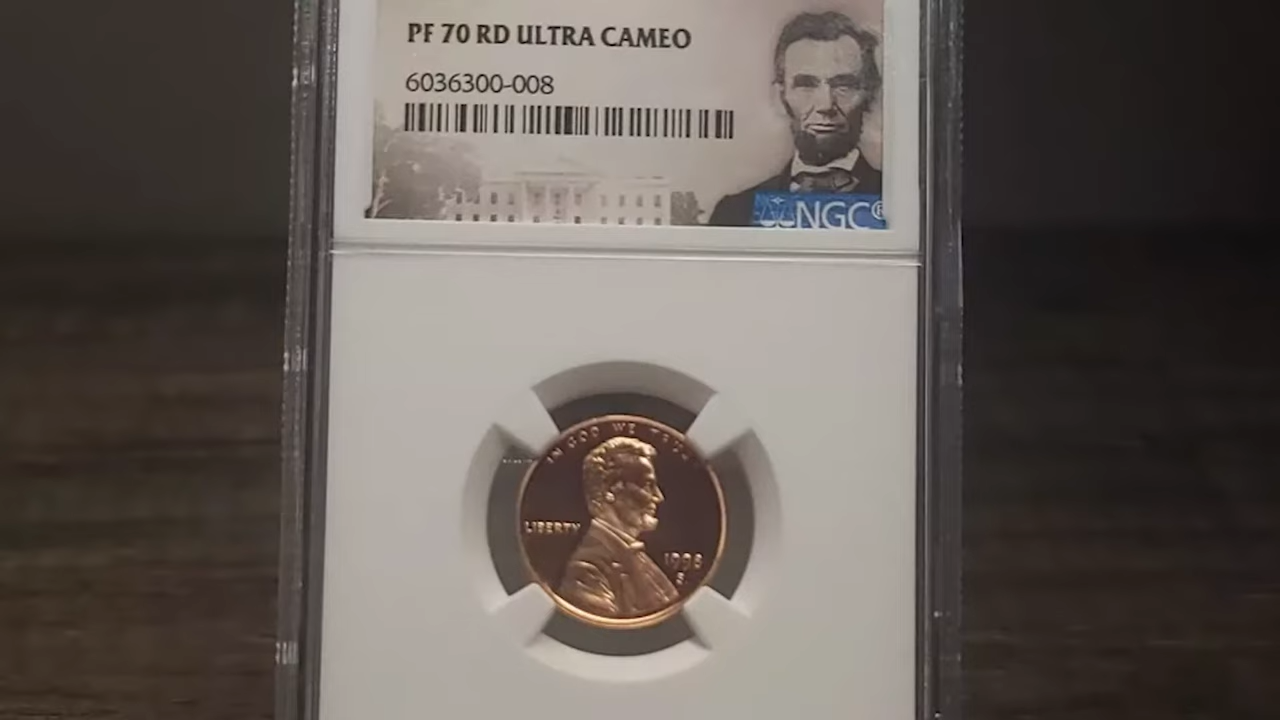 PF 70 RD ULTRA CAMEO
6036300-008
NGC®
IN GOD WE TRUST
LIBERTY
1998
S